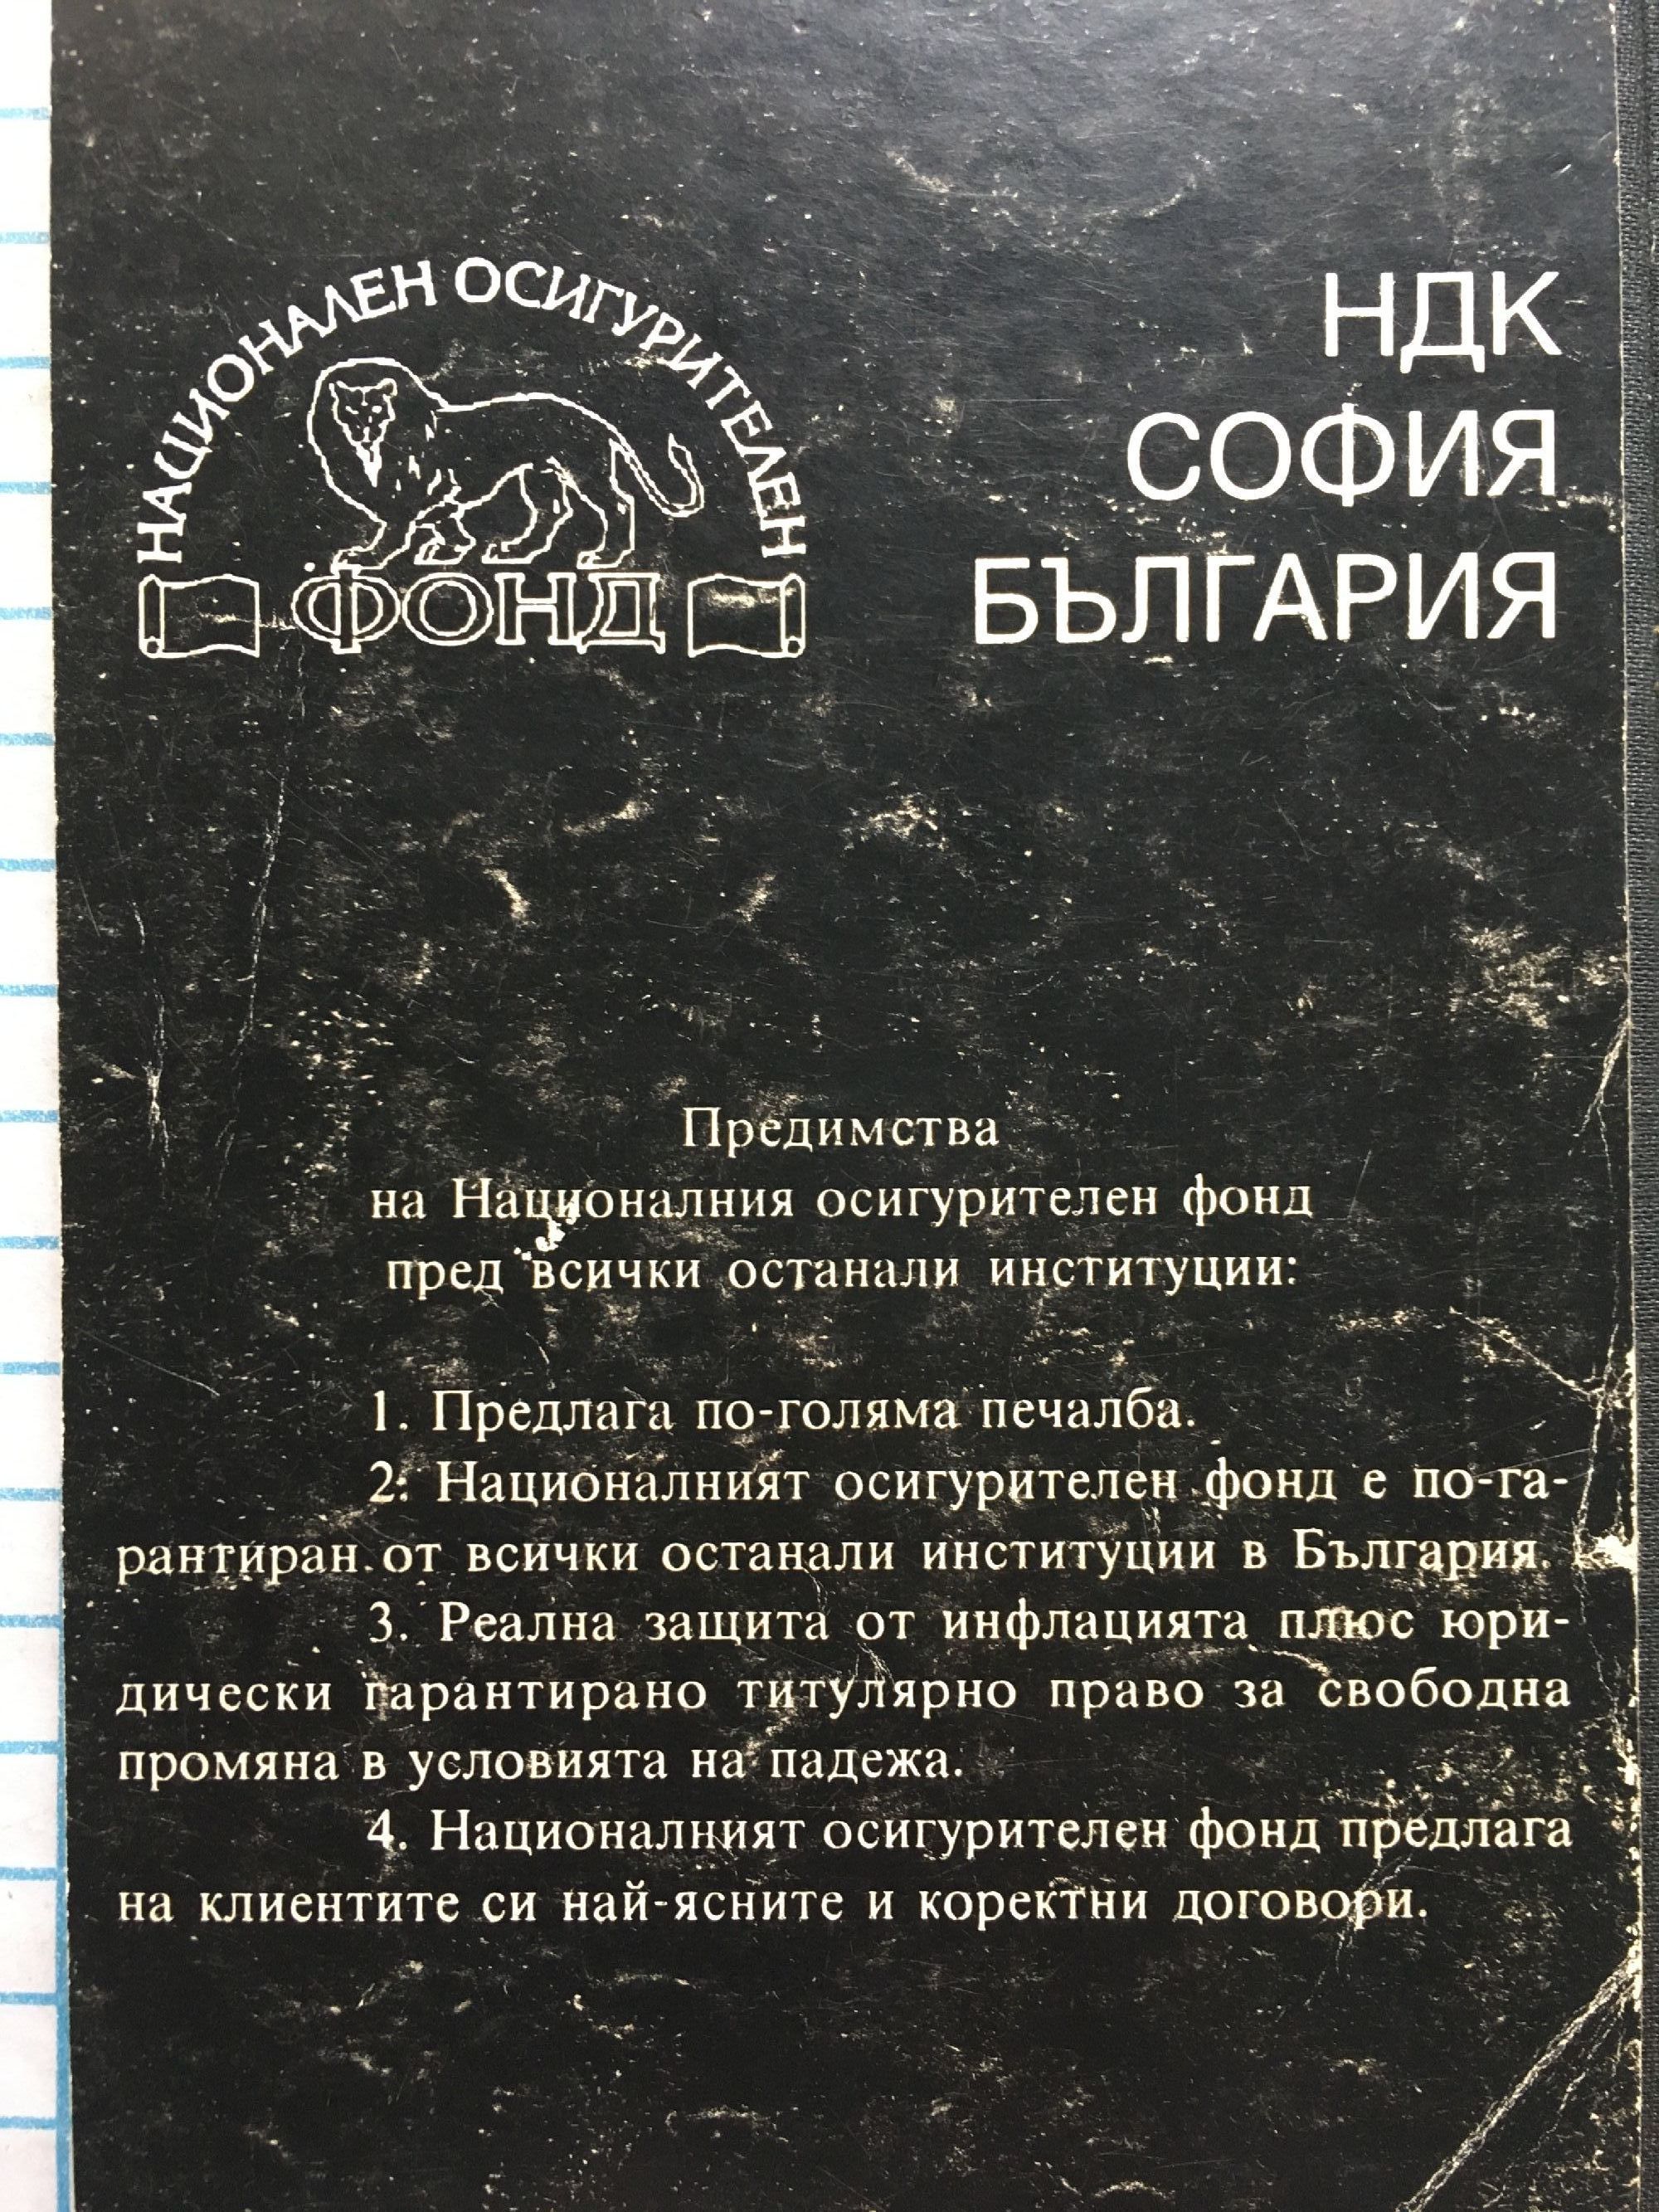 НАЦИОНАЛЕН ОСИГУРИТЕЛЕН
ФОНД
НДК
СОФИЯ
БЪЛГАРИЯ
Предимства
на Националния осигурителен фонд
пред всички останали институции:
1. Предлага по-голяма печалба.
2. Националният осигурителен фонд е по-га-
рантиран от всички останали институции в България.
3. Реална защита от инфлацията плюс юри-
дически гарантирано титулярно право за свободна
промяна в условията на падежа.
4. Националният осигурителен фонд предлага
на клиентите си най-ясните и коректни договори.